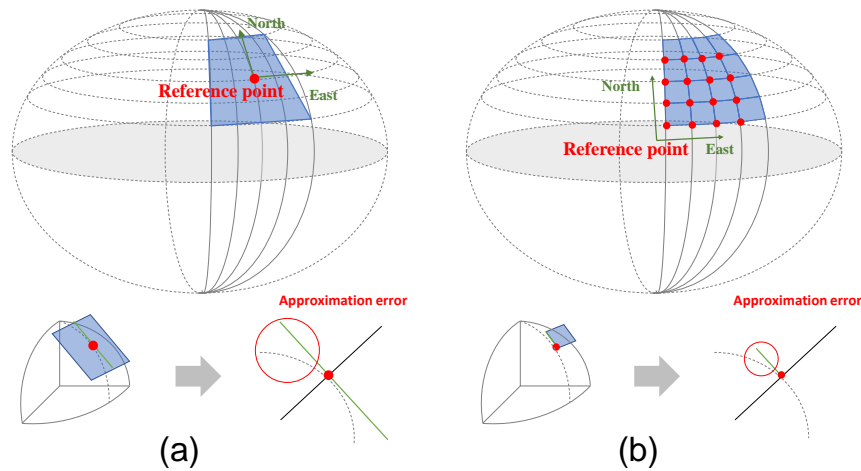 North
Reference point
East
Approximation error
(a)
North
Reference point
East
Approximation error
(b)